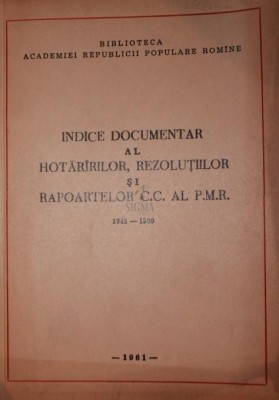 BIBLIOTECA
ACADEMIEI REPUBLICII POPULARE ROMÎNE
INDICE DOCUMENTAR
AL
HOTĂRÎRILOR, REZOLUȚIILOR
ȘI
RAPOARTELOR C.C. AL P.M.R.
SIGMA
— 1961 —